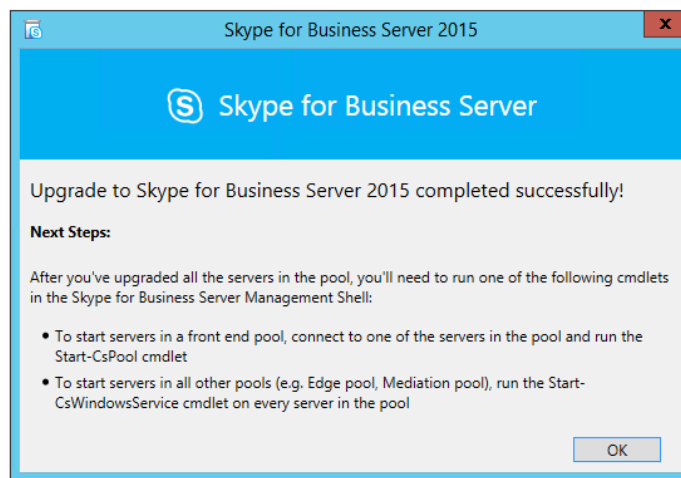 Skype for Business Server 2015
x
S Skype for Business Server
Upgrade to Skype for Business Server 2015 completed successfully!
Next Steps:
After you've upgraded all the servers in the pool, you'll need to run one of the following cmdlets
in the Skype for Business Server Management Shell:
• To start servers in a front end pool, connect to one of the servers in the pool and run the
Start-CsPool cmdlet
• To start servers in all other pools (e.g. Edge pool, Mediation pool), run the Start-
CsWindowsService cmdlet on every server in the pool
OK